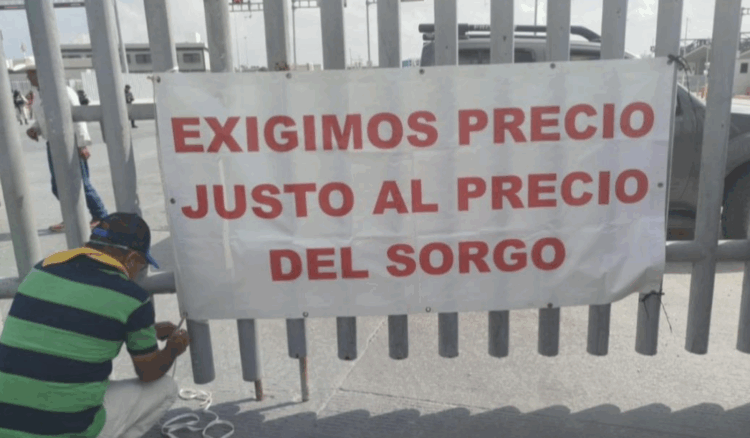 EXIGIMOS PRECIO
JUSTO AL PRECIO
DEL SORGO